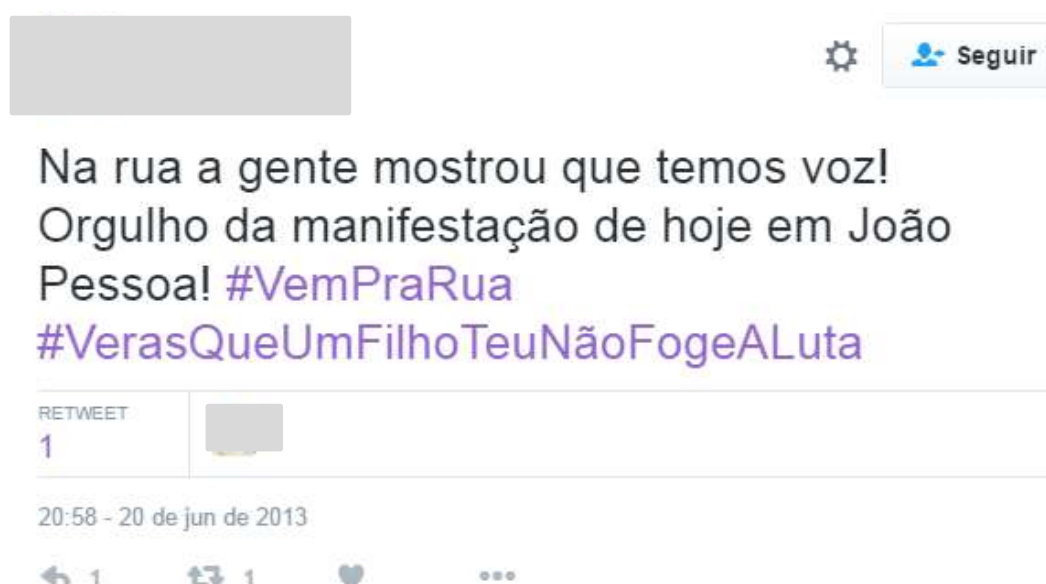 Seguir
Na rua a gente mostrou que temos voz!
Orgulho da manifestação de hoje em João
Pessoa! #VemPraRua
#VerasQueUmFilhoTeuNãoFogeALuta
RETWEET
1
20:58 - 20 de jun de 2013
1 1